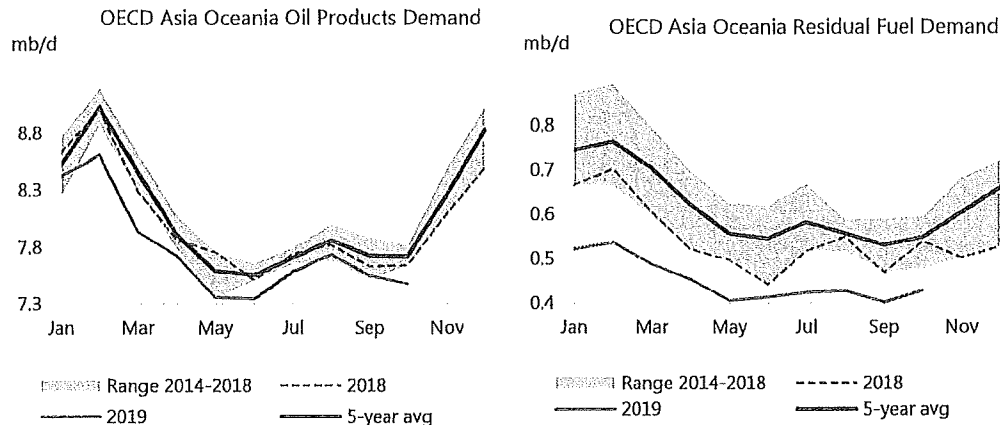 OECD Asia Oceania Oil Products Demand
mb/d
8.8
8.3
7.8
7.3
Jan Mar May Jul Sep Nov
Range 2014-2018 2018
2019 5-year avg
OECD Asia Oceania Residual Fuel Demand
mb/d
0.8
0.7
0.6
0.5
0.4
Jan Mar May Jul Sep Nov
Range 2014-2018 2018
2019 5-year avg